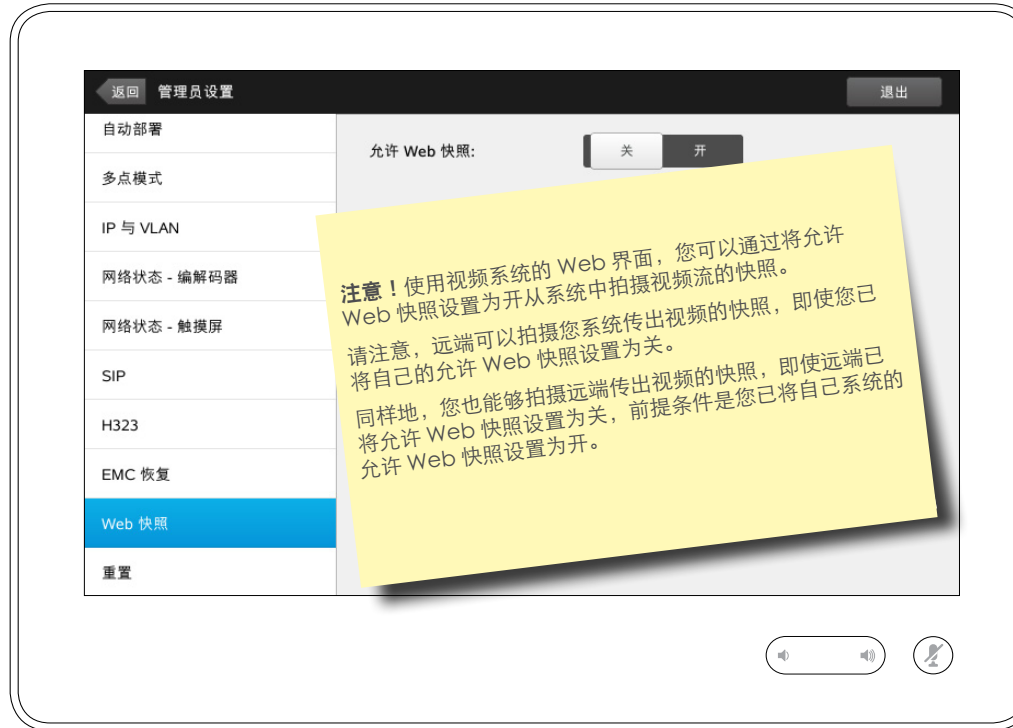 返回 管理员设置 退出
自动部署
多点模式
IP 与 VLAN
网络状态 - 编解码器
网络状态 - 触摸屏
SIP
H323
EMC 恢复
Web 快照
重置
允许 Web 快照: 关 开
注意！使用视频系统的 Web 界面，您可以通过将允许
Web 快照设置为开从系统中拍摄视频流的快照。
请注意，远端可以拍摄您系统传出视频的快照，即使您已
将自己的允许 Web 快照设置为关。
同样地，您也能够拍摄远端传出视频的快照，即使远端已
将允许 Web 快照设置为关，前提条件是您已将自己系统的
允许 Web 快照设置为开。